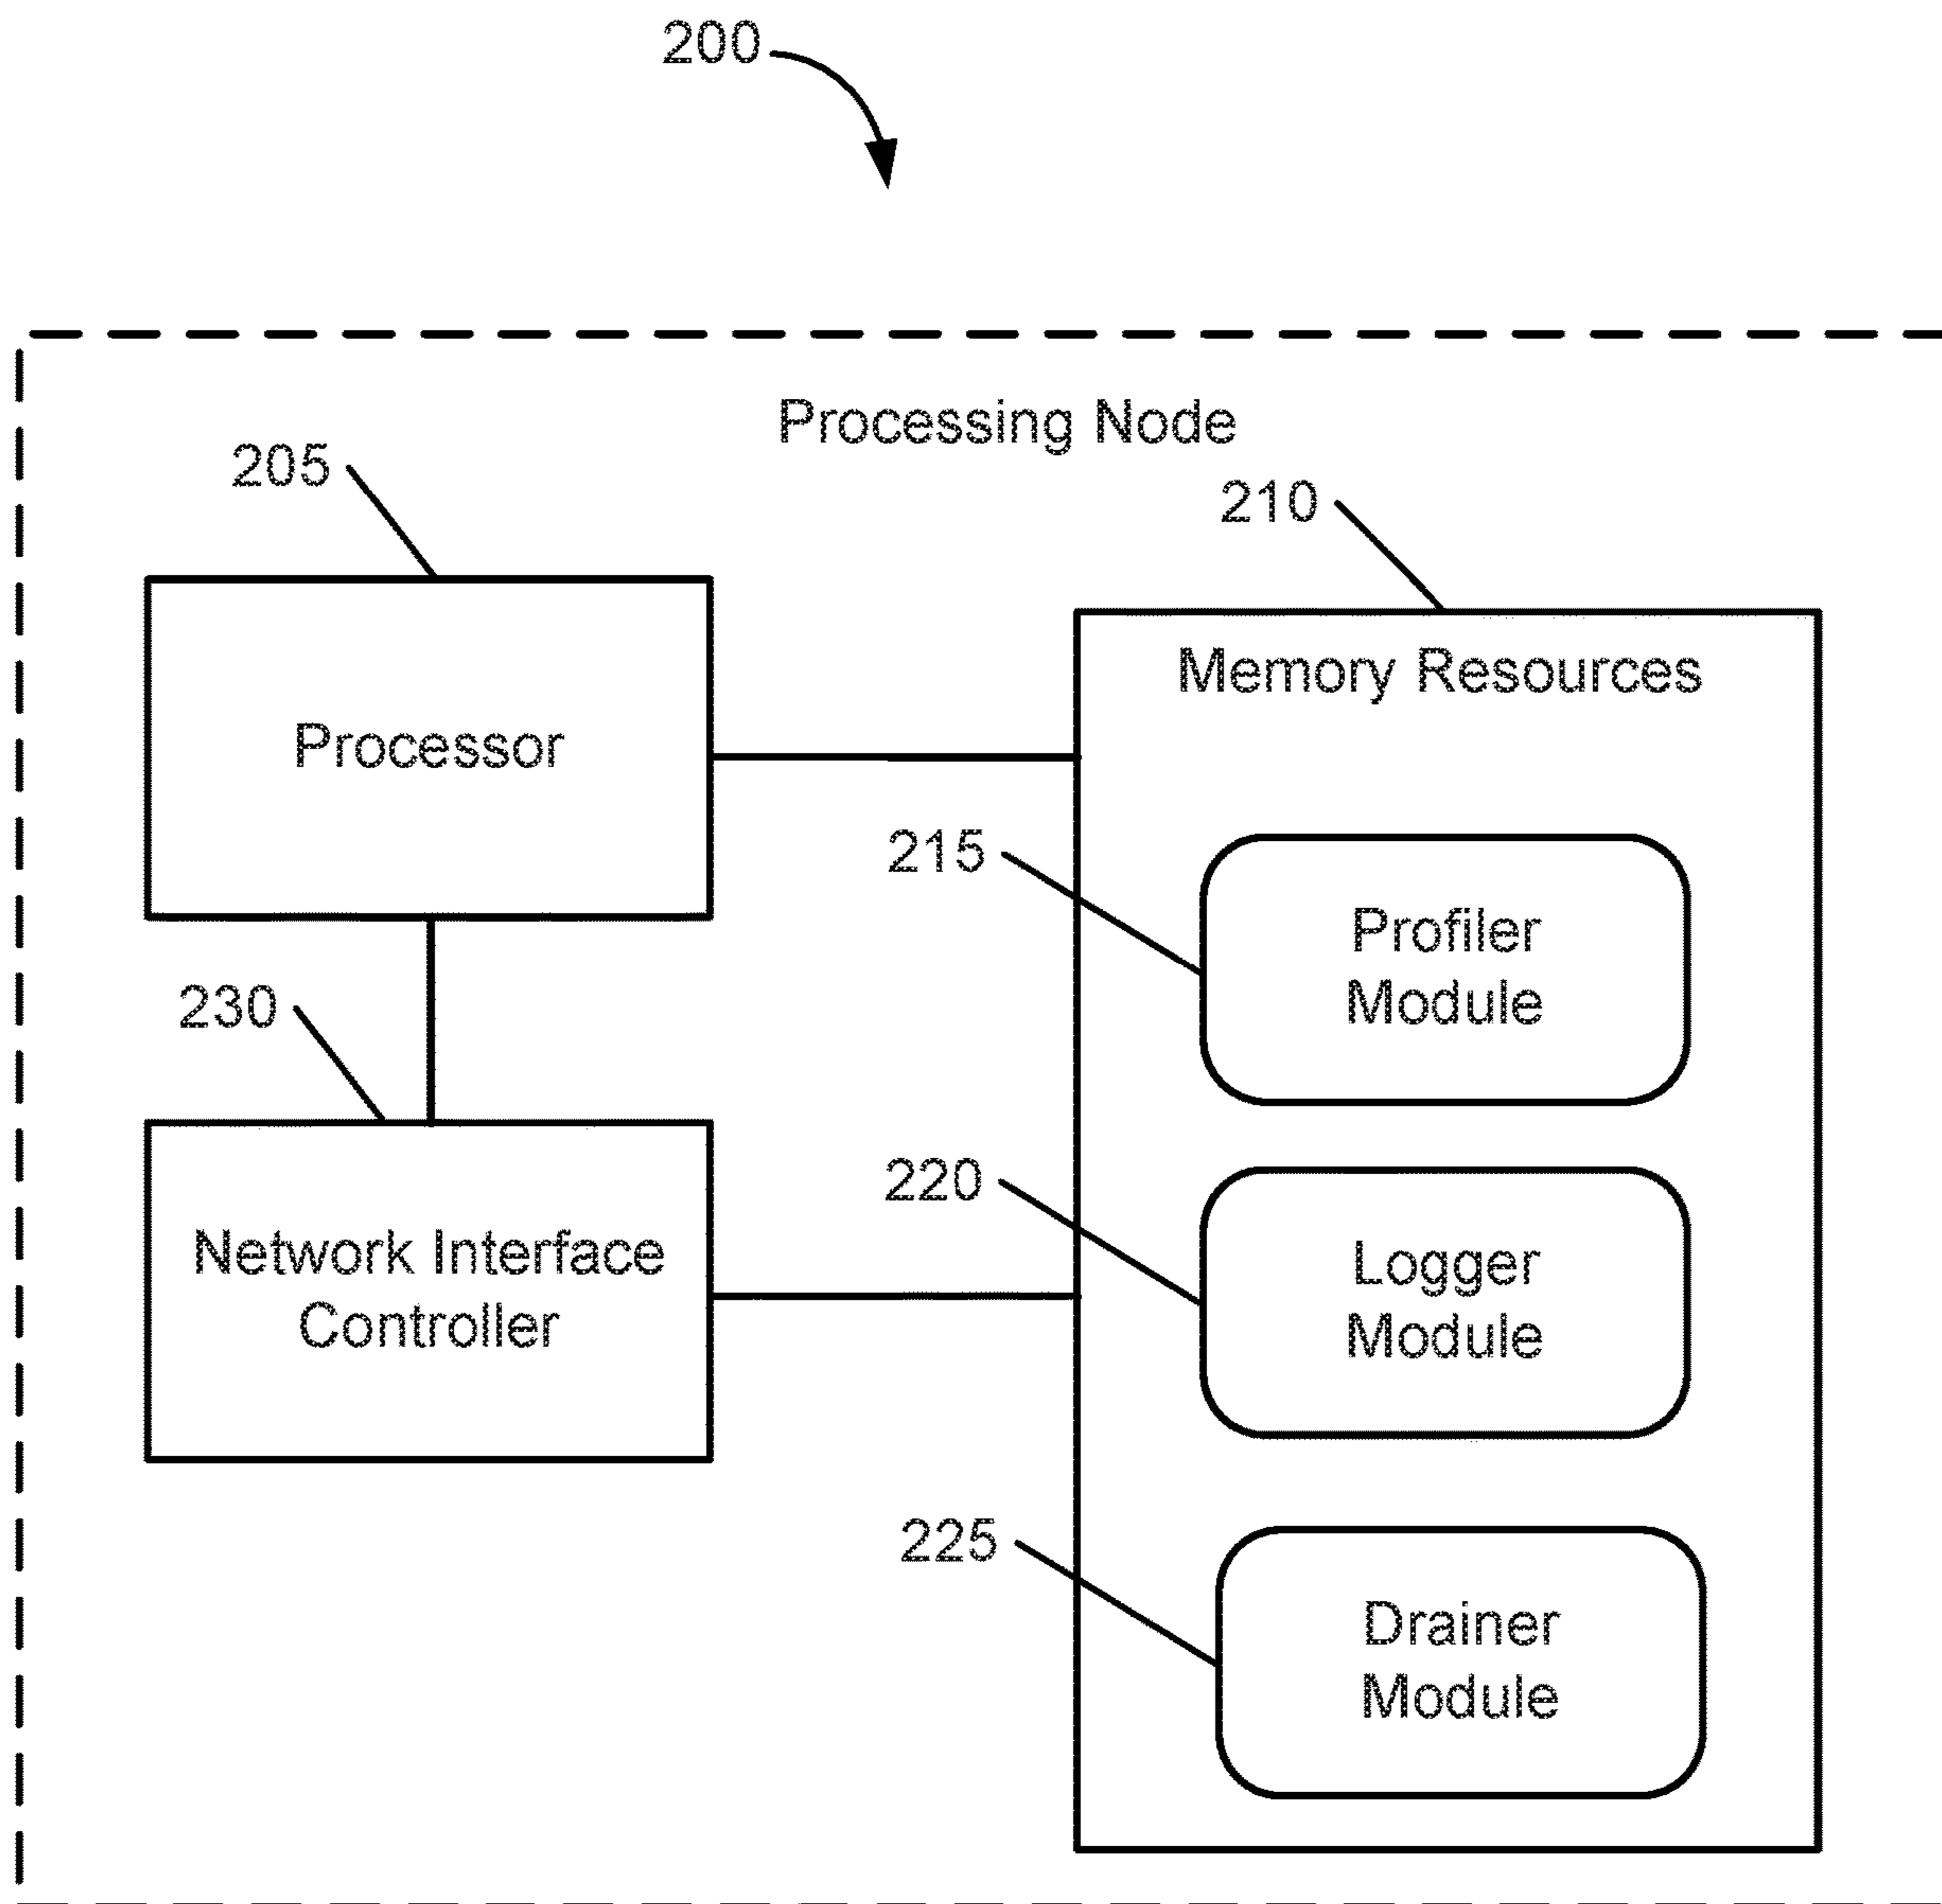 200
Processing Node
205
210
Processor
Memory Resources
215
Profiler
Module
230
Network Interface
Controller
220
Logger
Module
225
Drainer
Module